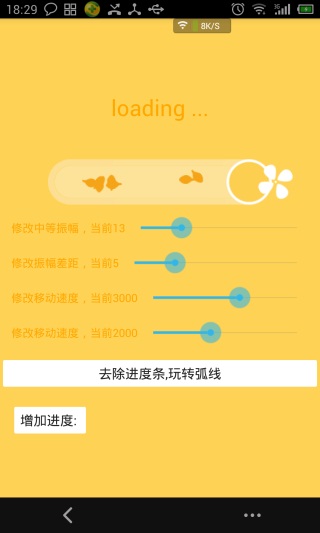 18:29
3G
8K/S
loading ...
修改中等振幅，当前13
修改振幅差距，当前5
修改移动速度，当前3000
修改移动速度，当前2000
去除进度条,玩转弧线
增加进度: